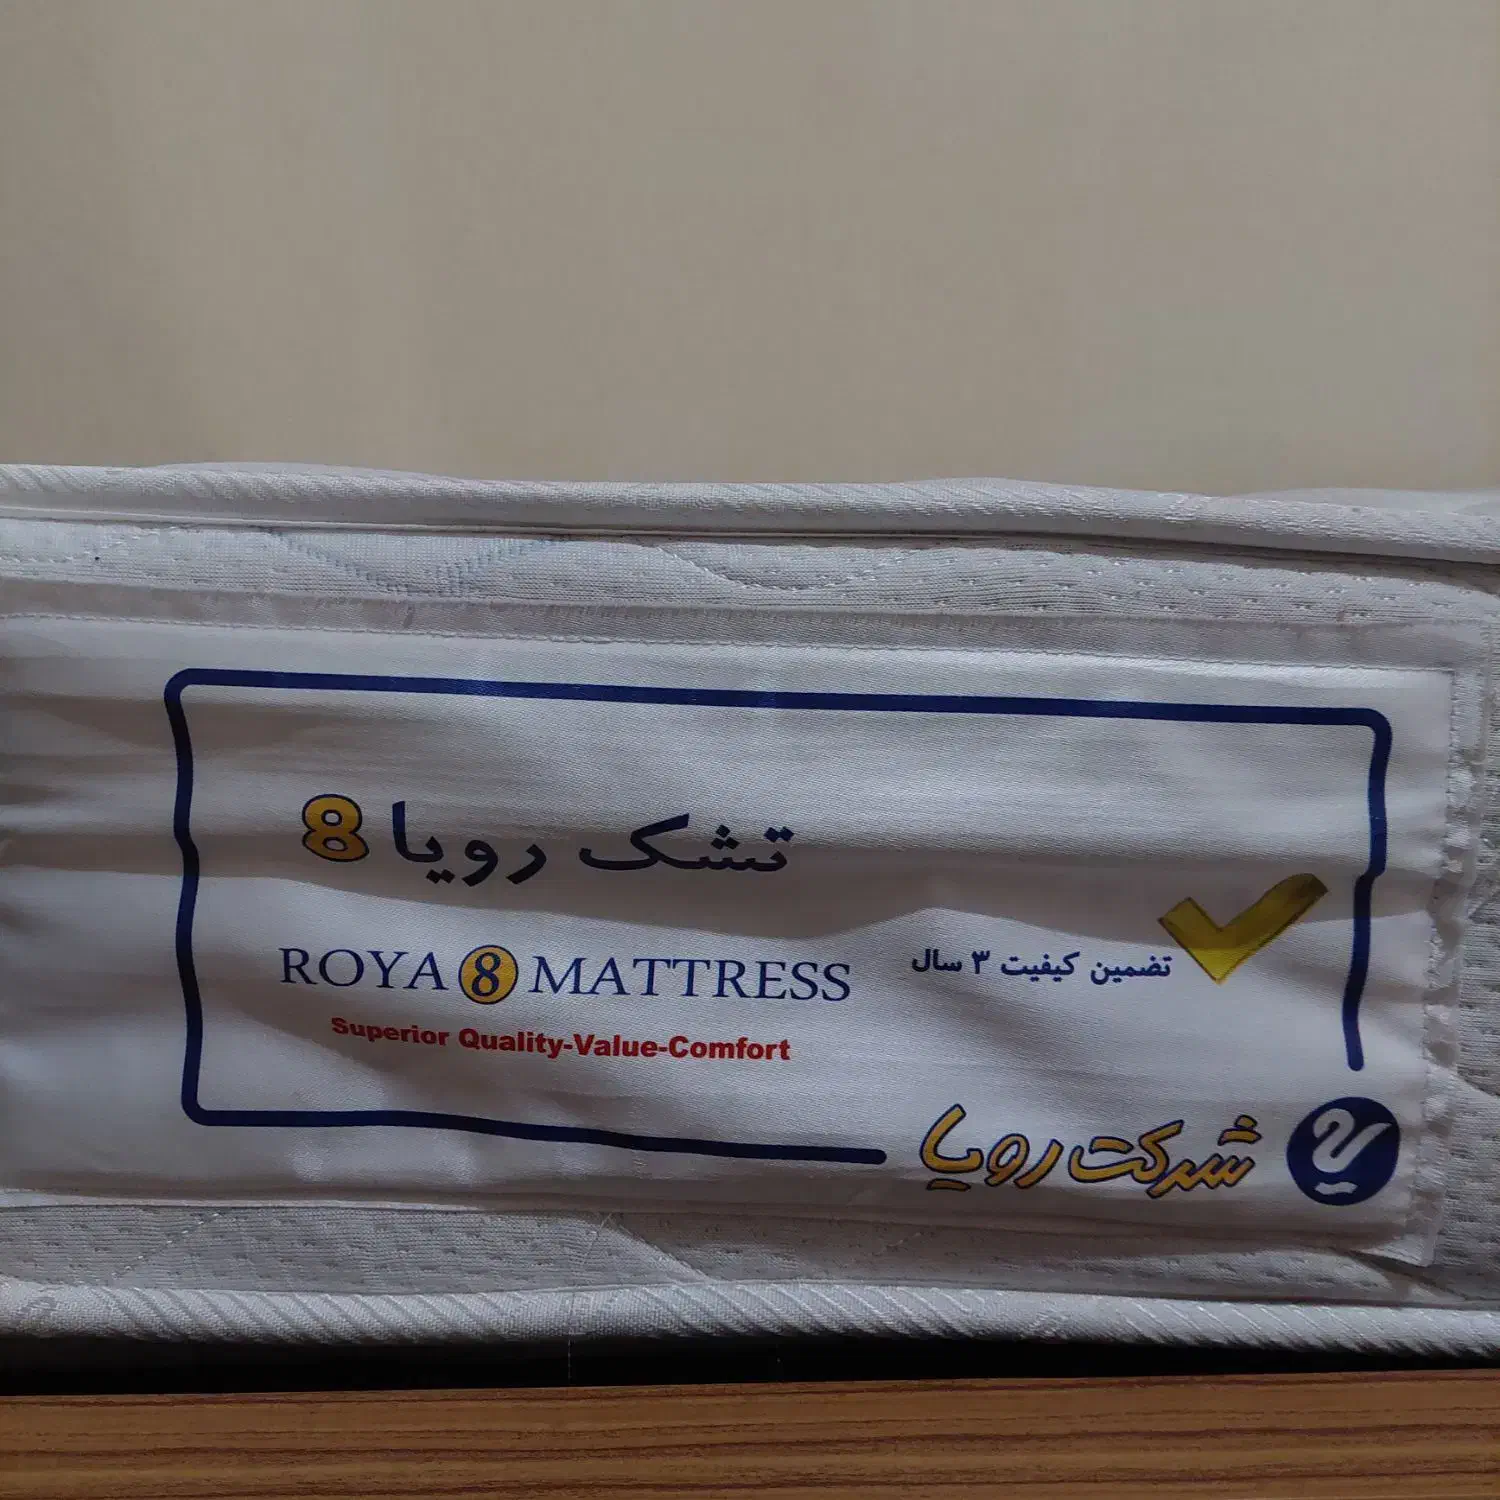 تشک رویا 8
ROYA 8 MATTRESS
Superior Quality-Value-Comfort
تضمین کیفیت ۳ سال
شرکت رویا